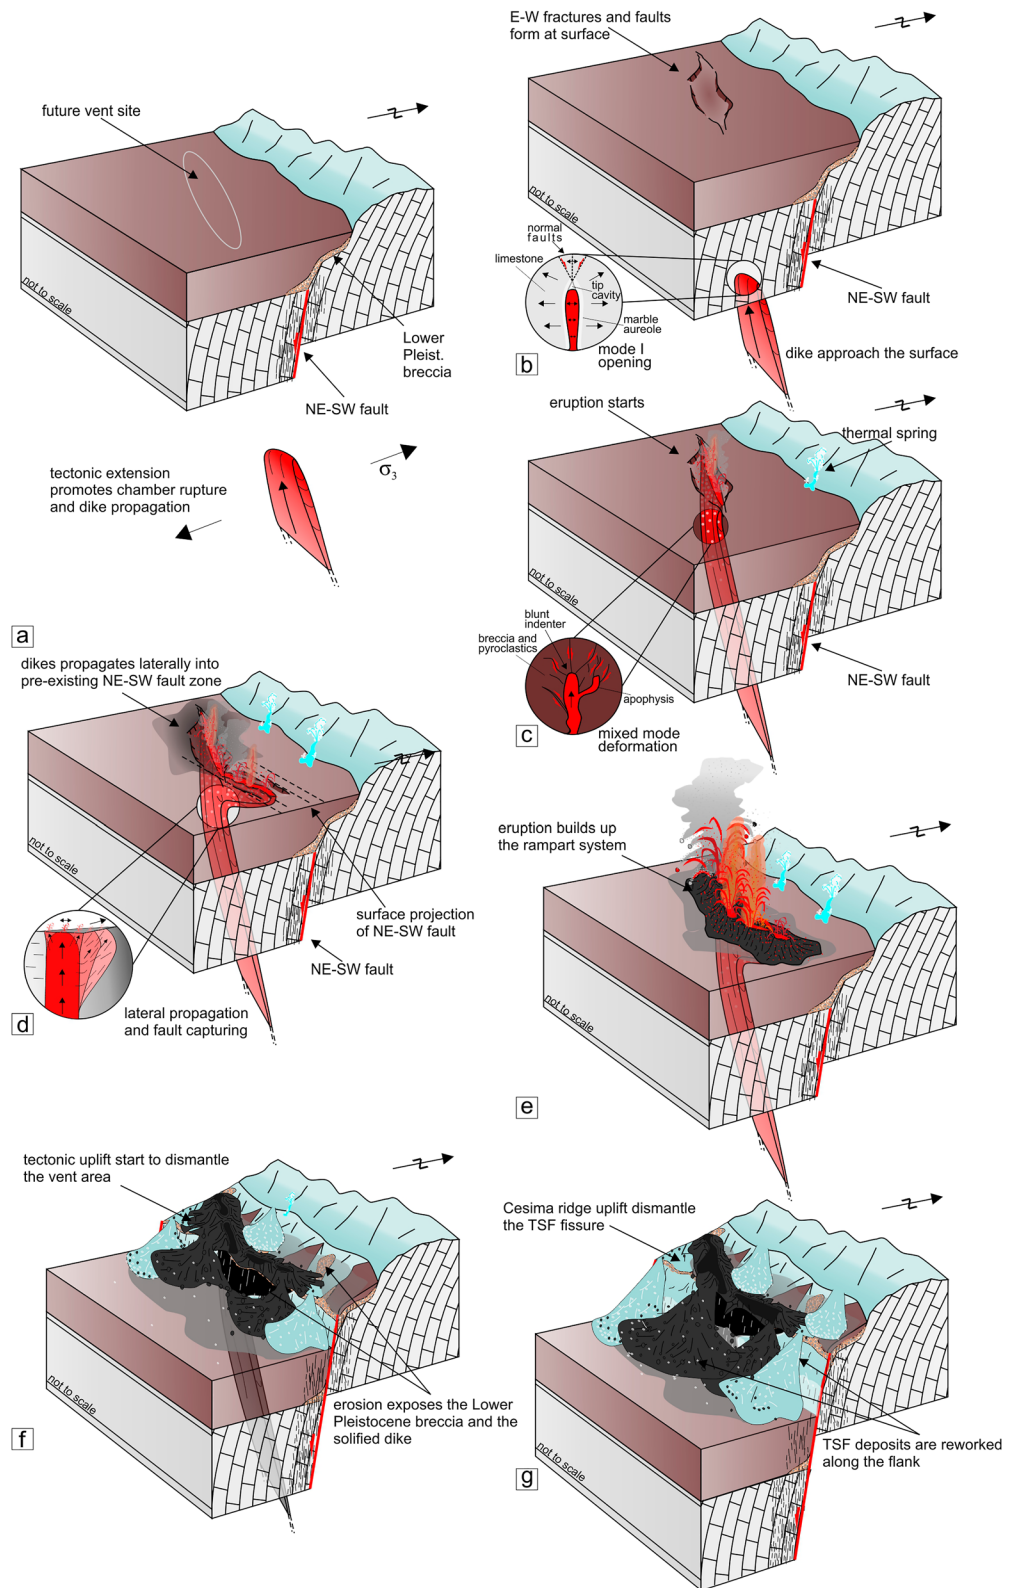 future vent site
N
not to scale
Lower
Pleist.
breccia
NE-SW fault
tectonic extension
promotes chamber rupture
and dike propagation
σ3
a
E-W fractures and faults
form at surface
N
not to scale
normal
faults
limestone
tip
cavity
marble
aureole
mode I
opening
NE-SW fault
dike approach the surface
b
eruption starts
N
thermal spring
not to scale
blunt
indenter
breccia and
pyroclastics
apophysis
NE-SW fault
mixed mode
deformation
c
dikes propagates laterally into
pre-existing NE-SW fault zone
N
not to scale
surface projection
of NE-SW fault
NE-SW fault
lateral propagation
and fault capturing
d
eruption builds up
the rampart system
N
not to scale
e
tectonic uplift start to dismantle
the vent area
N
not to scale
erosion exposes the Lower
Pleistocene breccia and the
solified dike
f
Cesima ridge uplift dismantle
the TSF fissure
N
not to scale
TSF deposits are reworked
along the flank
g